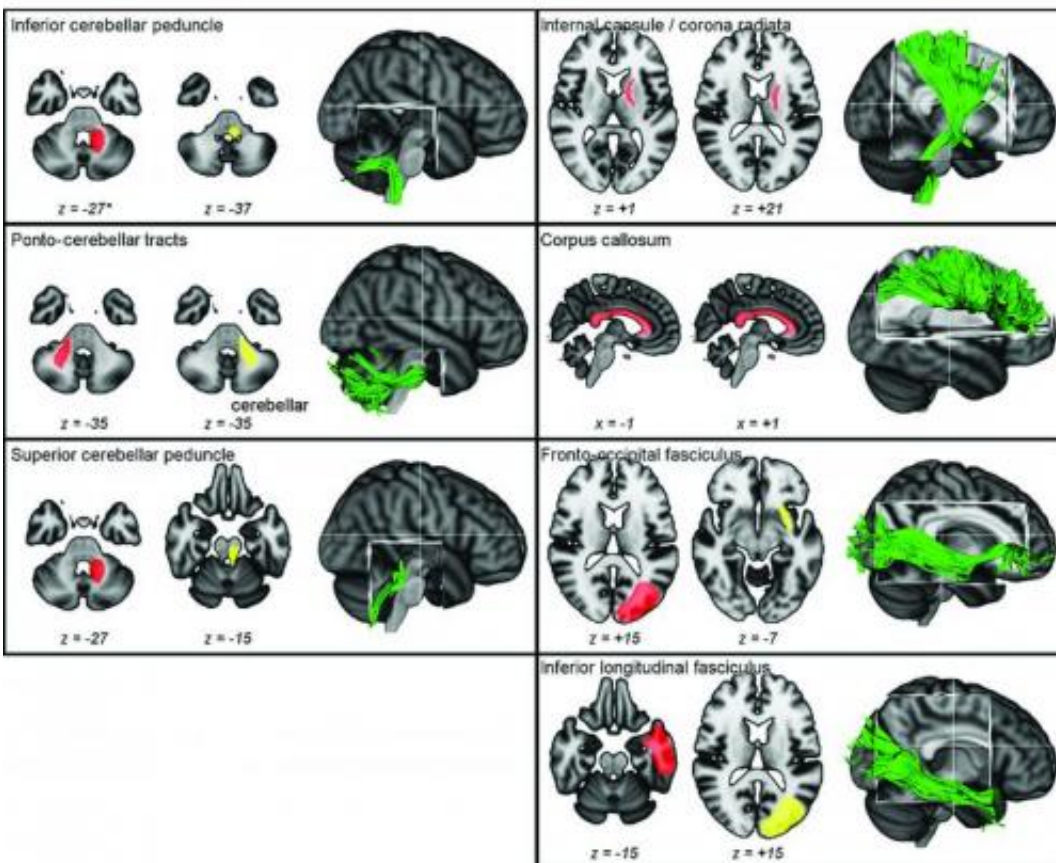 Inferior cerebellar peduncle
z = -27*
z = -37
Internal capsule / corona radiata
z = +1
z = +21
Ponto-cerebellar tracts
z = -35
cerebellar
z = -35
Corpus callosum
x = -1
x = +1
Superior cerebellar peduncle
z = -27
z = -15
Fronto-occipital fasciculus
z = +15
z = -7
Inferior longitudinal fasciculus
z = -15
z = +15